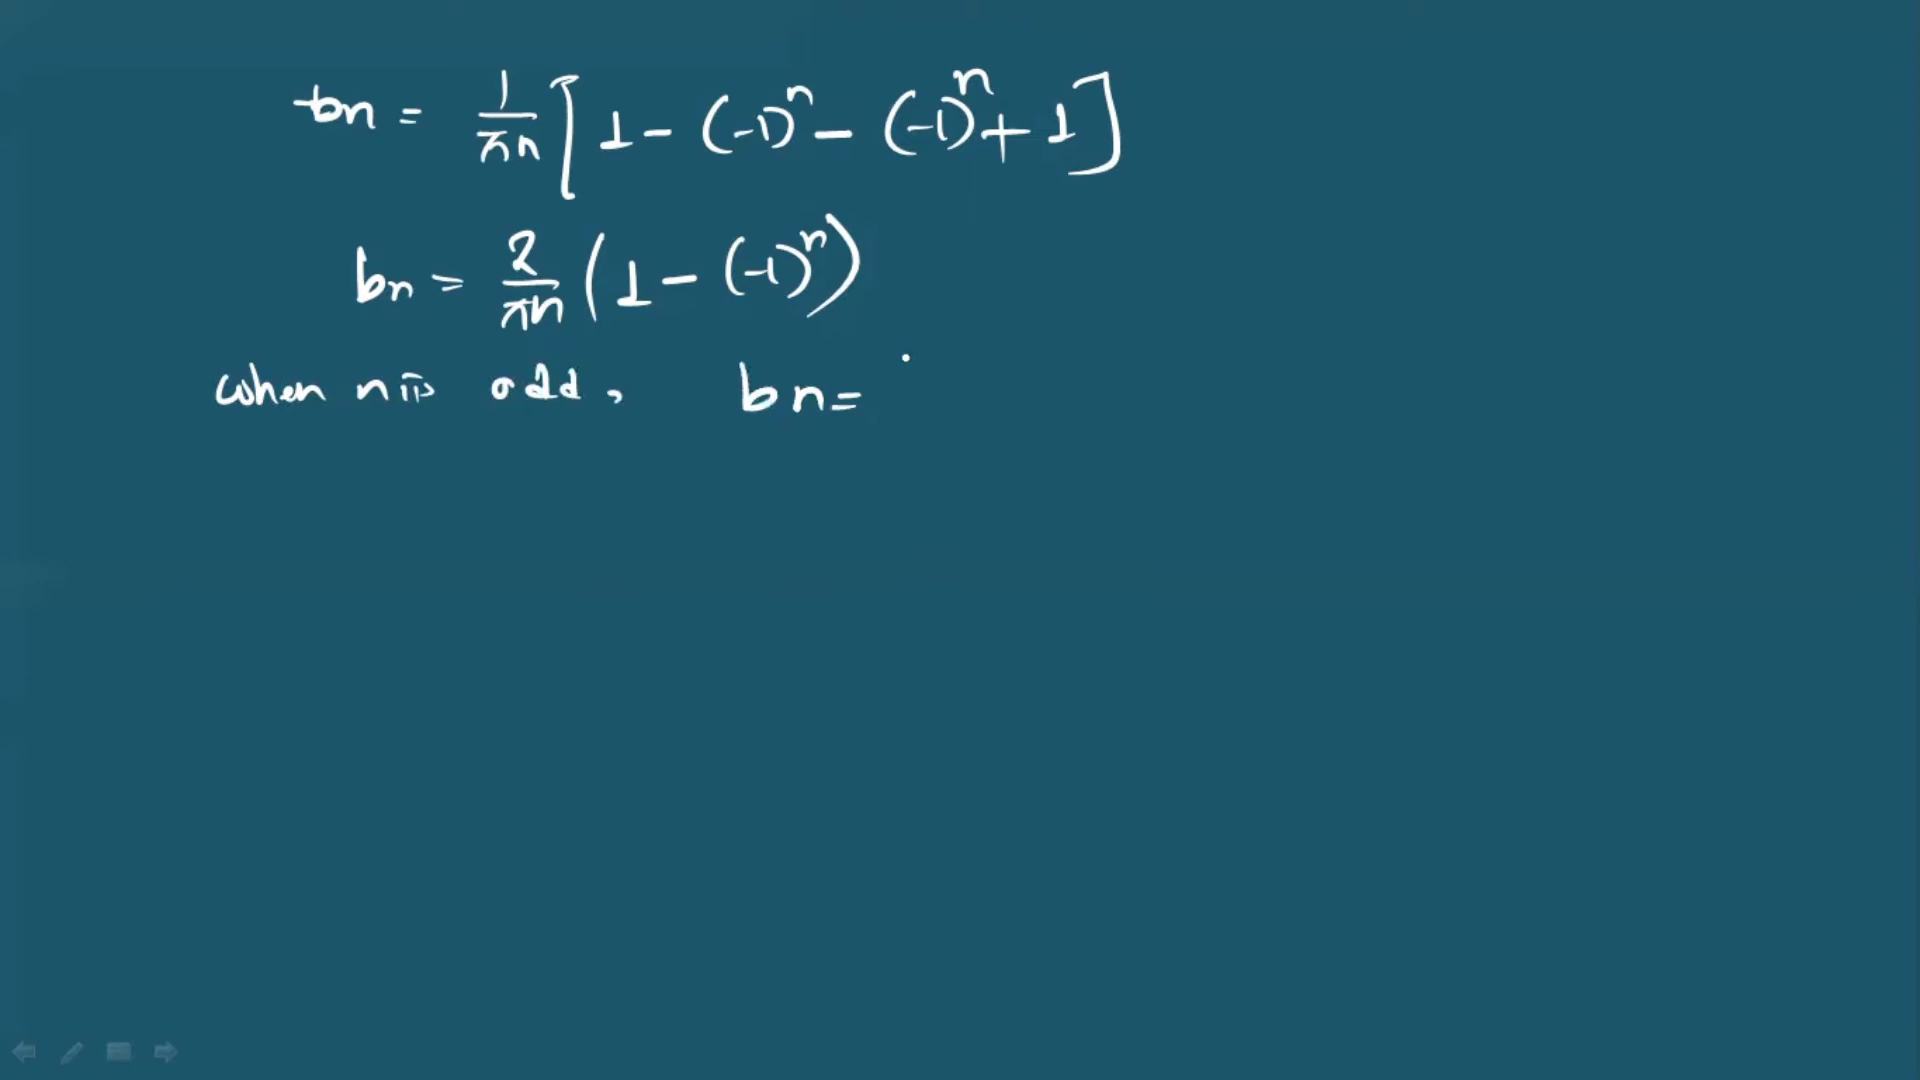 bn = 1/πn [1 - (-1)^n - (-1)^n + 1]
bn = 2/πn (1 - (-1)^n)
when n is odd, bn =